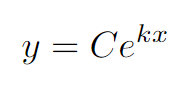 y = Ce^{kx}